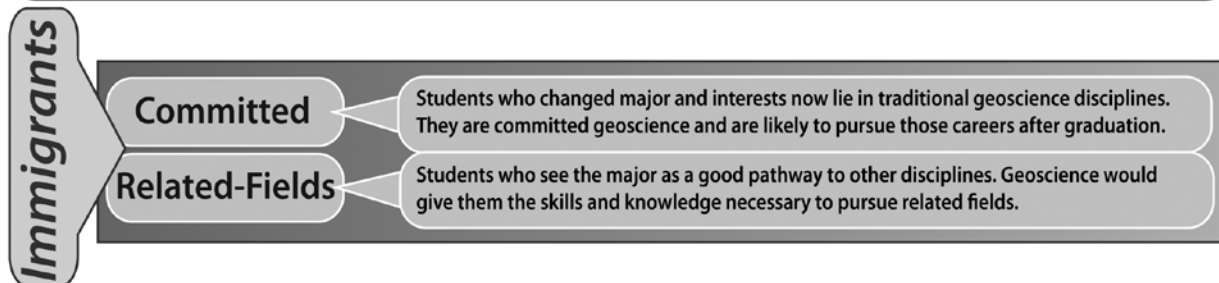 Immigrants
Committed
Students who changed major and interests now lie in traditional geoscience disciplines.
They are committed geoscience and are likely to pursue those careers after graduation.
Related-Fields
Students who see the major as a good pathway to other disciplines. Geoscience would
give them the skills and knowledge necessary to pursue related fields.